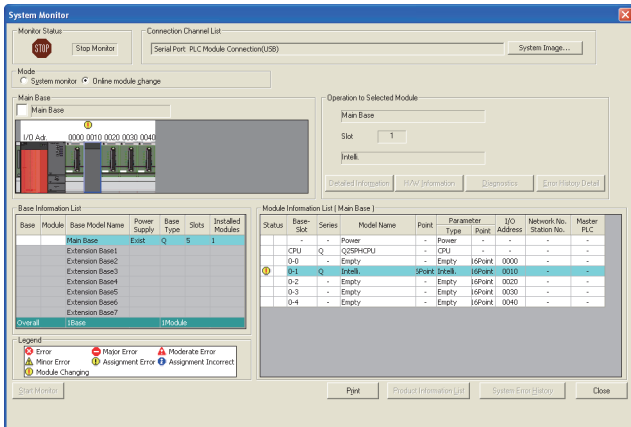 System Monitor
Monitor Status
STOP
Stop Monitor
Connection Channel List
Serial Port PLC Module Connection(USB)
System Image...
Mode
System monitor Online module change
Main Base
Main Base
I/O Adr. 0000 0010 0020 0030 0040
Operation to Selected Module
Main Base
Slot 1
Intelli.
Detailed Information H/W Information Diagnostics Error History Detail
Base Information List
Base Module Base Model Name Power Supply Base Type Slots Installed Modules
Main Base Exist Q 5 1
Extension Base1
Extension Base2
Extension Base3
Extension Base4
Extension Base5
Extension Base6
Extension Base7
Overall 1Base 1Module
Module Information List ( Main Base )
Status Base-Slot Series Model Name Point Parameter Type Point I/O Address Network No. Station No. Master PLC
- - Power - Power - - - -
CPU Q Q25PHCPU - CPU - - - -
0-0 - Empty - Empty 16Point 0000 - -
0-1 Q Intelli. 5Point Intelli. 16Point 0010 - -
0-2 - Empty - Empty 16Point 0020 - -
0-3 - Empty - Empty 16Point 0030 - -
0-4 - Empty - Empty 16Point 0040 - -
Legend
Error Major Error Moderate Error
Minor Error Assignment Error Assignment Incorrect
Module Changing
Start Monitor Print Product Information List System Error History Close